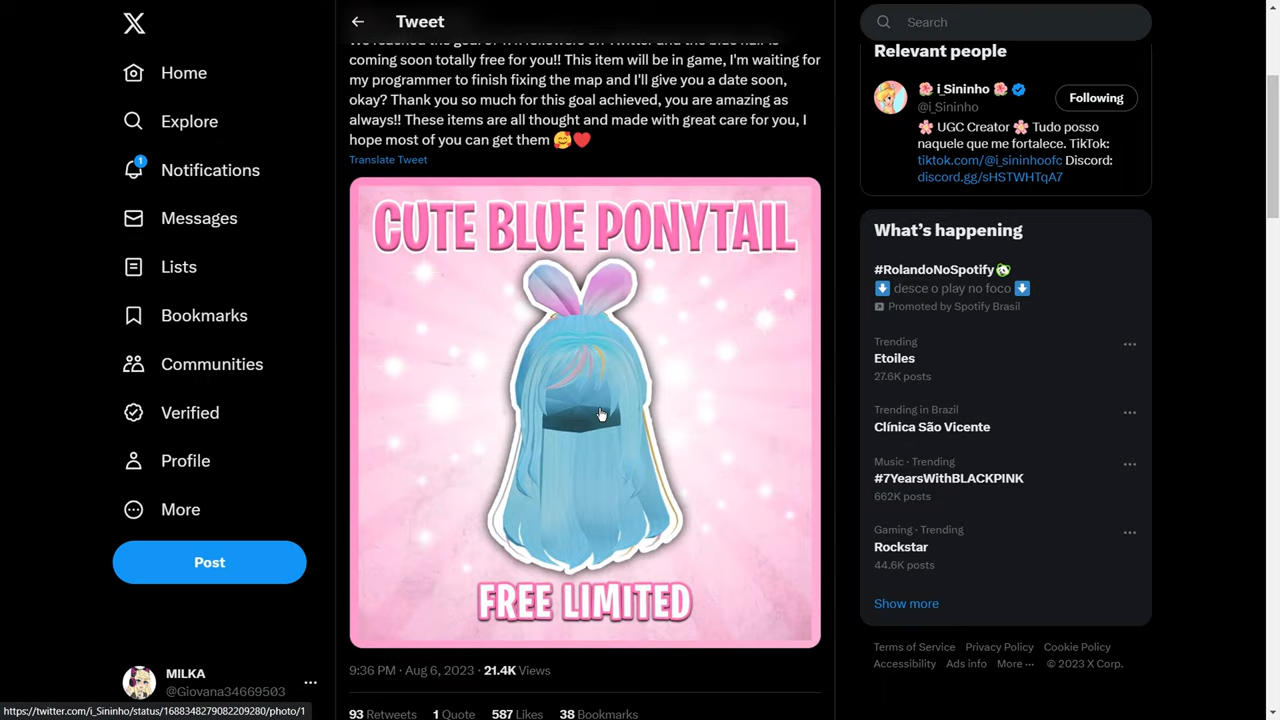 Home
Explore
1
Notifications
Messages
Lists
Bookmarks
Communities
Verified
Profile
More
Post
MILKA
@Giovana34669503
https://twitter.com/i_Sininho/status/1688348279082209280/photo/1
Tweet
coming soon totally free for you!! This item will be in game, I'm waiting for
my programmer to finish fixing the map and I'll give you a date soon,
okay? Thank you so much for this goal achieved, you are amazing as
always!! These items are all thought and made with great care for you, I
hope most of you can get them 🥰❤️
Translate Tweet
CUTE BLUE PONYTAIL
FREE LIMITED
9:36 PM · Aug 6, 2023 · 21.4K Views
93 Retweets 1 Quote 587 Likes 38 Bookmarks
Search
Relevant people
🌸 i_Sininho 🌸
@i_Sininho
Following
🌸 UGC Creator 🌸 Tudo posso
naquele que me fortalece. TikTok:
tiktok.com/@i_sininhoofc Discord:
discord.gg/sHSTWHTqA7
What's happening
#RolandoNoSpotify
⬇️ desce o play no foco ⬇️
Promoted by Spotify Brasil
Trending
Etoiles
27.6K posts
Trending in Brazil
Clínica São Vicente
Music · Trending
#7YearsWithBLACKPINK
662K posts
Gaming · Trending
Rockstar
44.6K posts
Show more
Terms of Service Privacy Policy Cookie Policy
Accessibility Ads info More ··· © 2023 X Corp.